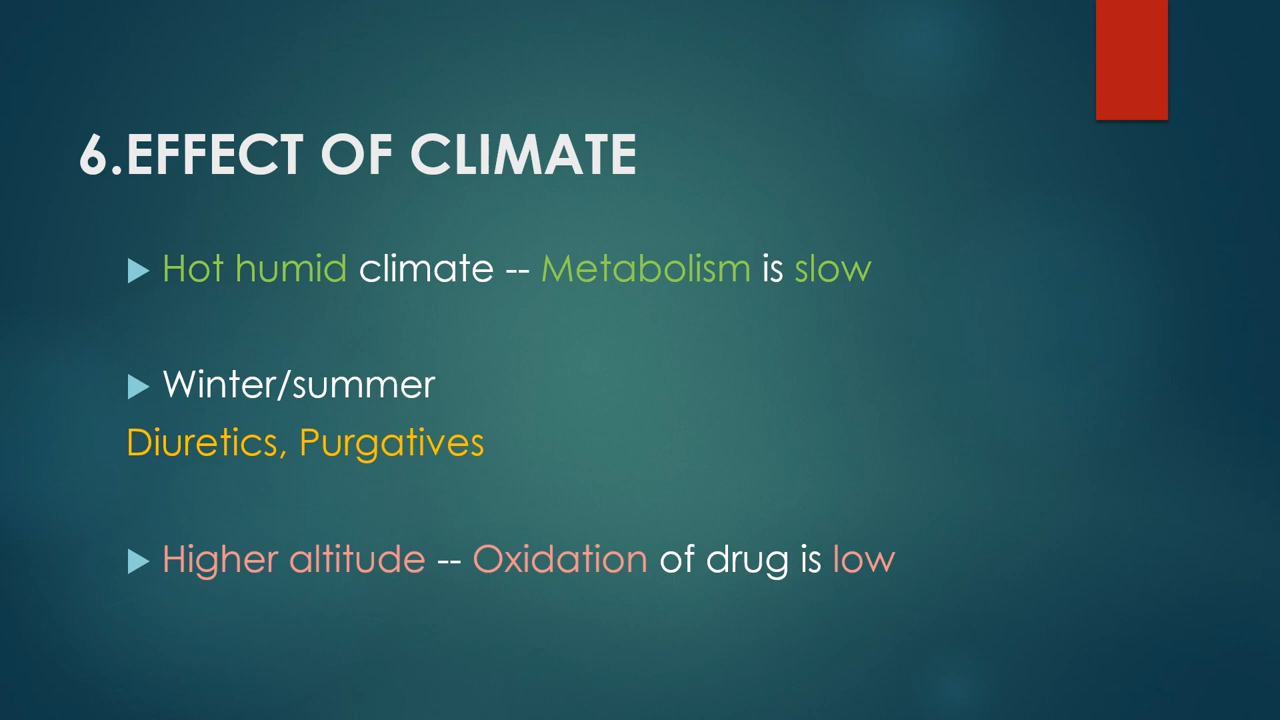 6.EFFECT OF CLIMATE
Hot humid climate -- Metabolism is slow
Winter/summer
Diuretics, Purgatives
Higher altitude -- Oxidation of drug is low